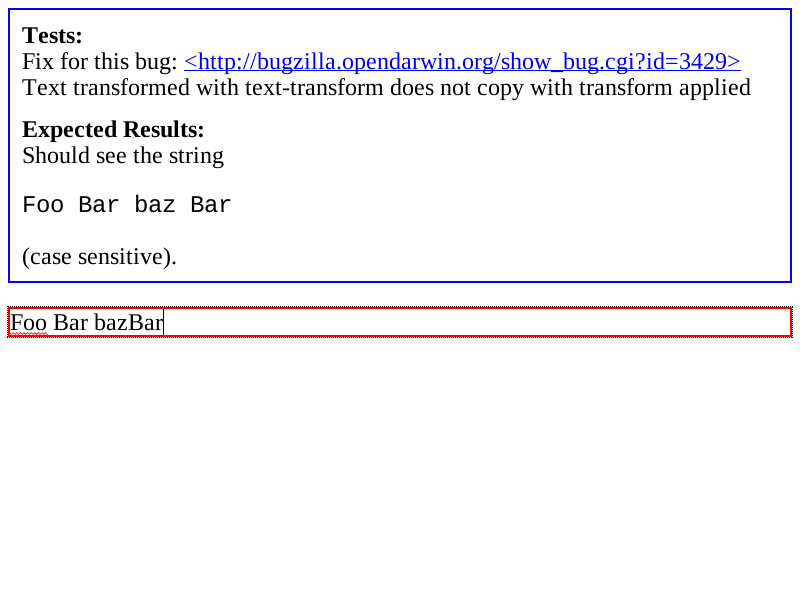 Tests:
Fix for this bug: <http://bugzilla.opendarwin.org/show_bug.cgi?id=3429>
Text transformed with text-transform does not copy with transform applied
Expected Results:
Should see the string
Foo Bar baz Bar
(case sensitive).
Foo Bar bazBar